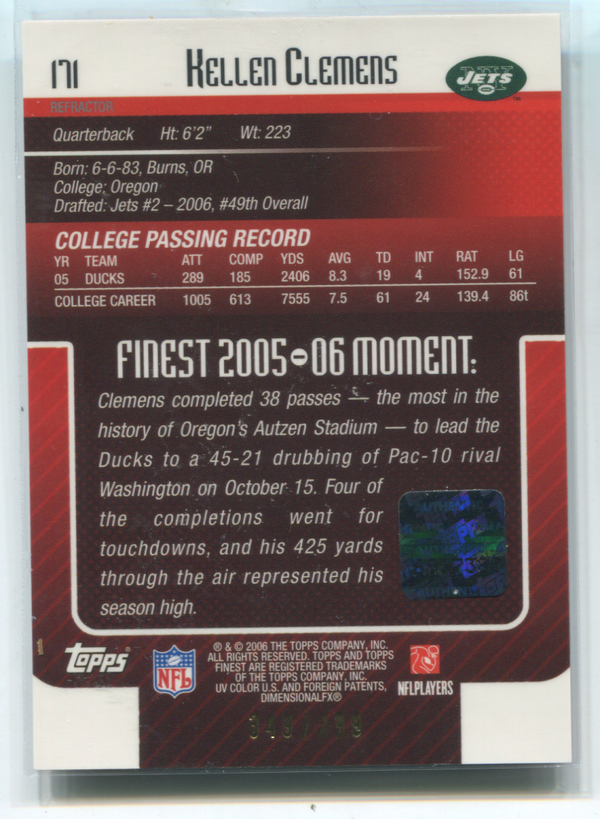 171 Kellen Clemens JETS
REFRACTOR
Quarterback Ht: 6'2" Wt: 223
Born: 6-6-83, Burns, OR
College: Oregon
Drafted: Jets #2 – 2006, #49th Overall
COLLEGE PASSING RECORD
YR TEAM ATT COMP YDS AVG TD INT RAT LG
05 DUCKS 289 185 2406 8.3 19 4 152.9 61
COLLEGE CAREER 1005 613 7555 7.5 61 24 139.4 86t
FINEST 2005-06 MOMENT:
Clemens completed 38 passes — the most in the
history of Oregon's Autzen Stadium — to lead the
Ducks to a 45-21 drubbing of Pac-10 rival
Washington on October 15. Four of
the completions went for
touchdowns, and his 425 yards
through the air represented his
season high.
topps
NFL
® & © 2006 THE TOPPS COMPANY, INC.
ALL RIGHTS RESERVED. TOPPS AND TOPPS
FINEST ARE REGISTERED TRADEMARKS
OF THE TOPPS COMPANY, INC.
UV COLOR U.S. AND FOREIGN PATENTS,
DIMENSIONALFX®
NFLPLAYERS